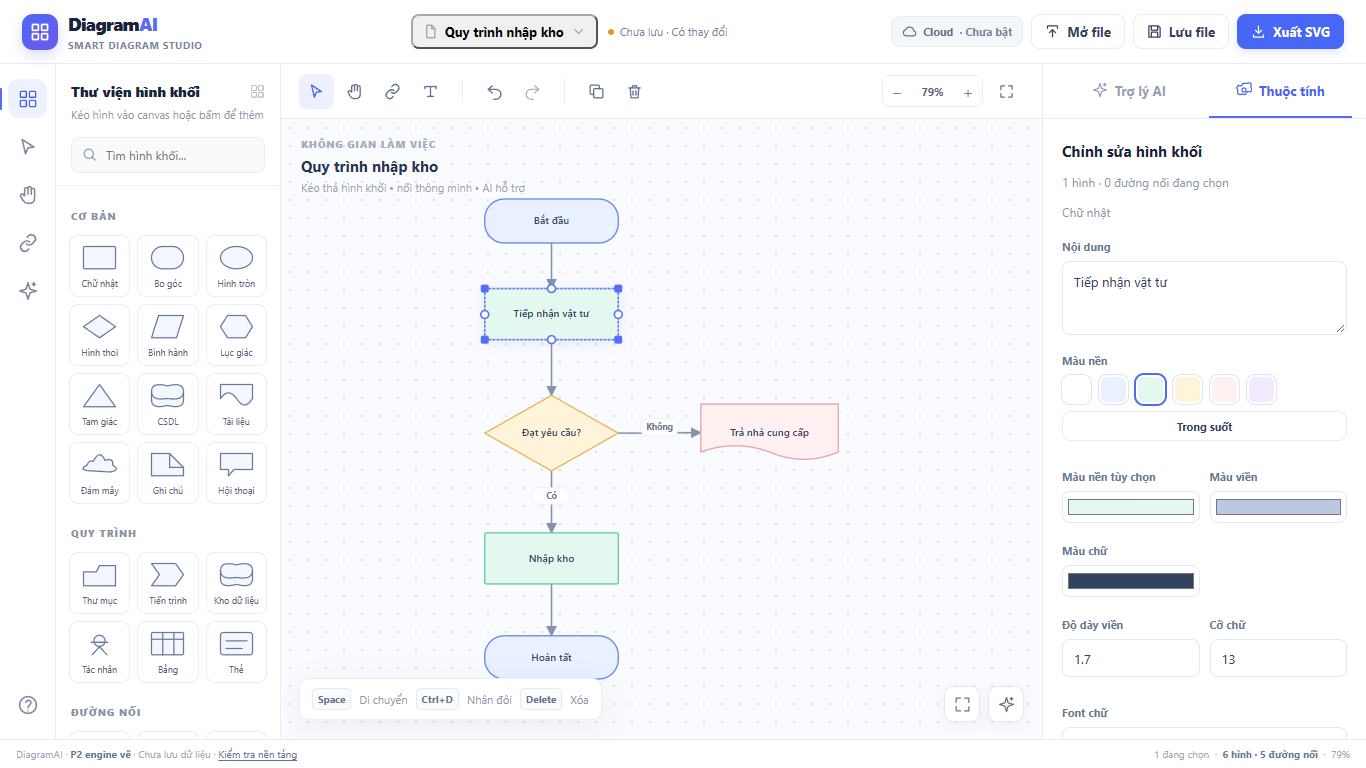 DiagramAI
SMART DIAGRAM STUDIO
Quy trình nhập kho
Chưa lưu · Có thay đổi
Cloud · Chưa bật
Mở file
Lưu file
Xuất SVG
Thư viện hình khối
Kéo hình vào canvas hoặc bấm để thêm
Tìm hình khối...
CƠ BẢN
Chữ nhật
Bo góc
Hình tròn
Hình thoi
Bình hành
Lục giác
Tam giác
CSDL
Tài liệu
Đám mây
Ghi chú
Hội thoại
QUY TRÌNH
Thư mục
Tiến trình
Kho dữ liệu
Tác nhân
Bảng
Thẻ
ĐƯỜNG NỐI
79%
KHÔNG GIAN LÀM VIỆC
Quy trình nhập kho
Kéo thả hình khối • nối thông minh • AI hỗ trợ
Bắt đầu
Tiếp nhận vật tư
Đạt yêu cầu?
Không
Trả nhà cung cấp
Có
Nhập kho
Hoàn tất
Space Di chuyển Ctrl+D Nhân đôi Delete Xóa
Trợ lý AI
Thuộc tính
Chỉnh sửa hình khối
1 hình · 0 đường nối đang chọn
Chữ nhật
Nội dung
Tiếp nhận vật tư
Màu nền
Trong suốt
Màu nền tùy chọn
Màu viền
Màu chữ
Độ dày viền
Cỡ chữ
1.7
13
Font chữ
DiagramAI · P2 engine vẽ · Chưa lưu dữ liệu · Kiểm tra nền tảng
1 đang chọn · 6 hình • 5 đường nối · 79%